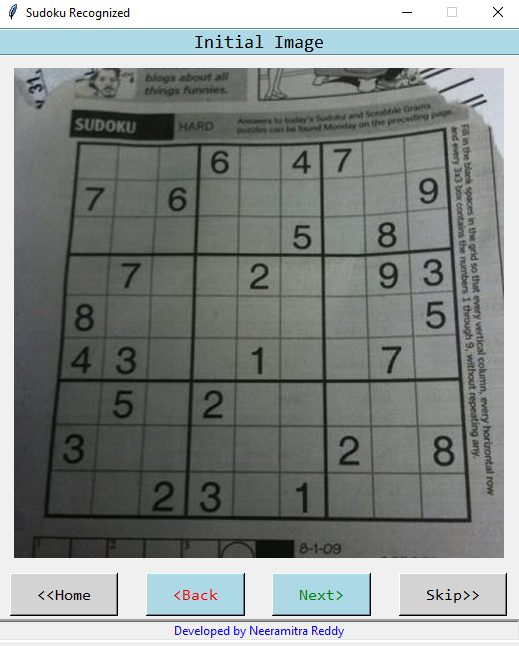 Sudoku Recognized
Initial Image
31,
blogs about all
things funnies.
SUDOKU HARD
Answers to today's Sudoku and Scrabble Grams
puzzles can be found Monday on the preceding page.
Fill in the blank spaces in the grid so that every vertical column, every horizontal row
and every 3x3 box contains the numbers 1 through 9, without repeating any.
6 4 7
7 6 9
5 8
7 2 9 3
8 5
4 3 1 7
5 2
3 2 8
2 3 1
1 2 3
8-1-09
<<Home <Back Next> Skip>>
Developed by Neeramitra Reddy